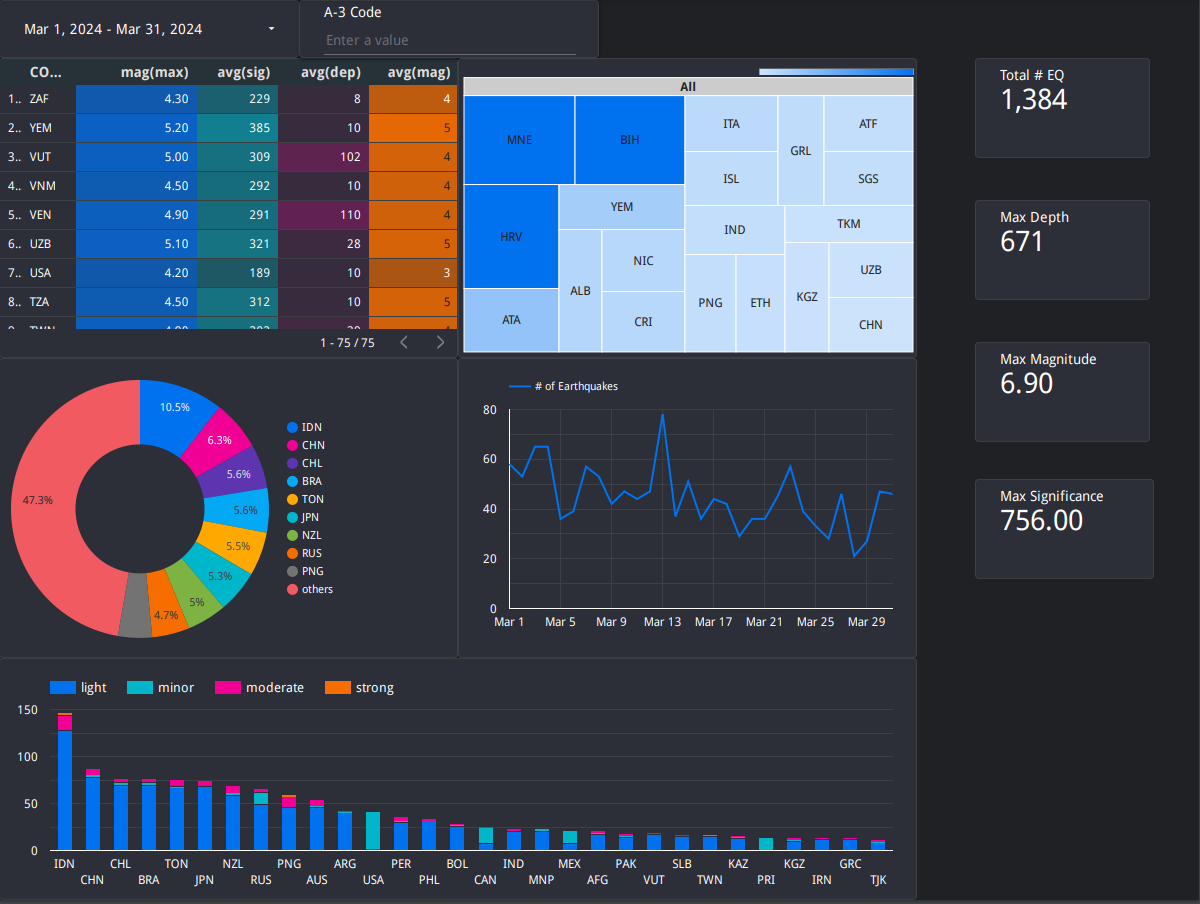 Mar 1, 2024 - Mar 31, 2024
A-3 Code
Enter a value
CO... mag(max) avg(sig) avg(dep) avg(mag)
1.. ZAF 4.30 229 8 4
2.. YEM 5.20 385 10 5
3.. VUT 5.00 309 102 4
4.. VNM 4.50 292 10 4
5.. VEN 4.90 291 110 4
6.. UZB 5.10 321 28 5
7.. USA 4.20 189 10 3
8.. TZA 4.50 312 10 5
1 - 75 / 75
All
MNE BIH ITA GRL ATF
ISL SGS
HRV YEM IND TKM
NIC UZB
ALB PNG ETH KGZ
ATA CRI CHN
Total # EQ
1,384
Max Depth
671
Max Magnitude
6.90
Max Significance
756.00
10.5%
6.3%
5.6%
5.6%
5.5%
5.3%
5%
4.7%
47.3%
IDN
CHN
CHL
BRA
TON
JPN
NZL
RUS
PNG
others
# of Earthquakes
80
60
40
20
0
Mar 1 Mar 5 Mar 9 Mar 13 Mar 17 Mar 21 Mar 25 Mar 29
light minor moderate strong
150
100
50
0
IDN CHL TON NZL PNG ARG PER BOL IND MEX PAK SLB KAZ KGZ GRC
CHN BRA JPN RUS AUS USA PHL CAN MNP AFG VUT TWN PRI IRN TJK